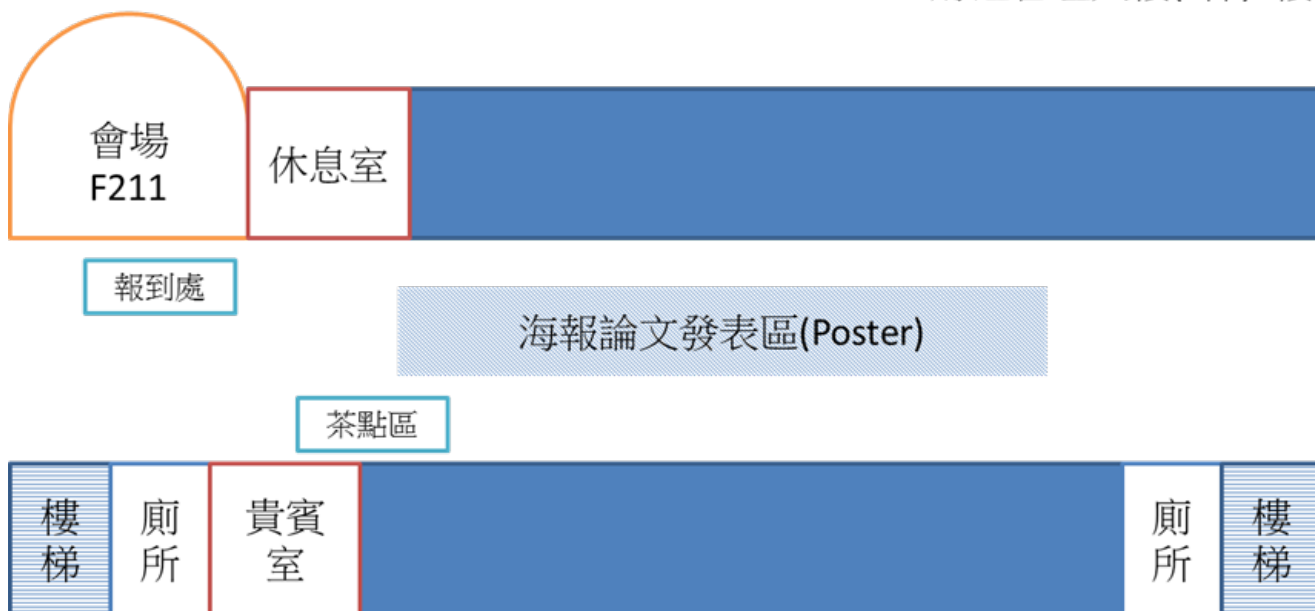 會場
F211
休息室
報到處
海報論文發表區(Poster)
茶點區
樓
梯
廁
所
貴賓
室
廁
所
樓
梯